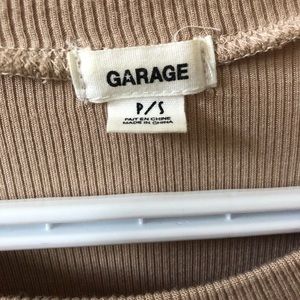 GARAGE
P/S
FAIT EN CHINE
MADE IN CHINA